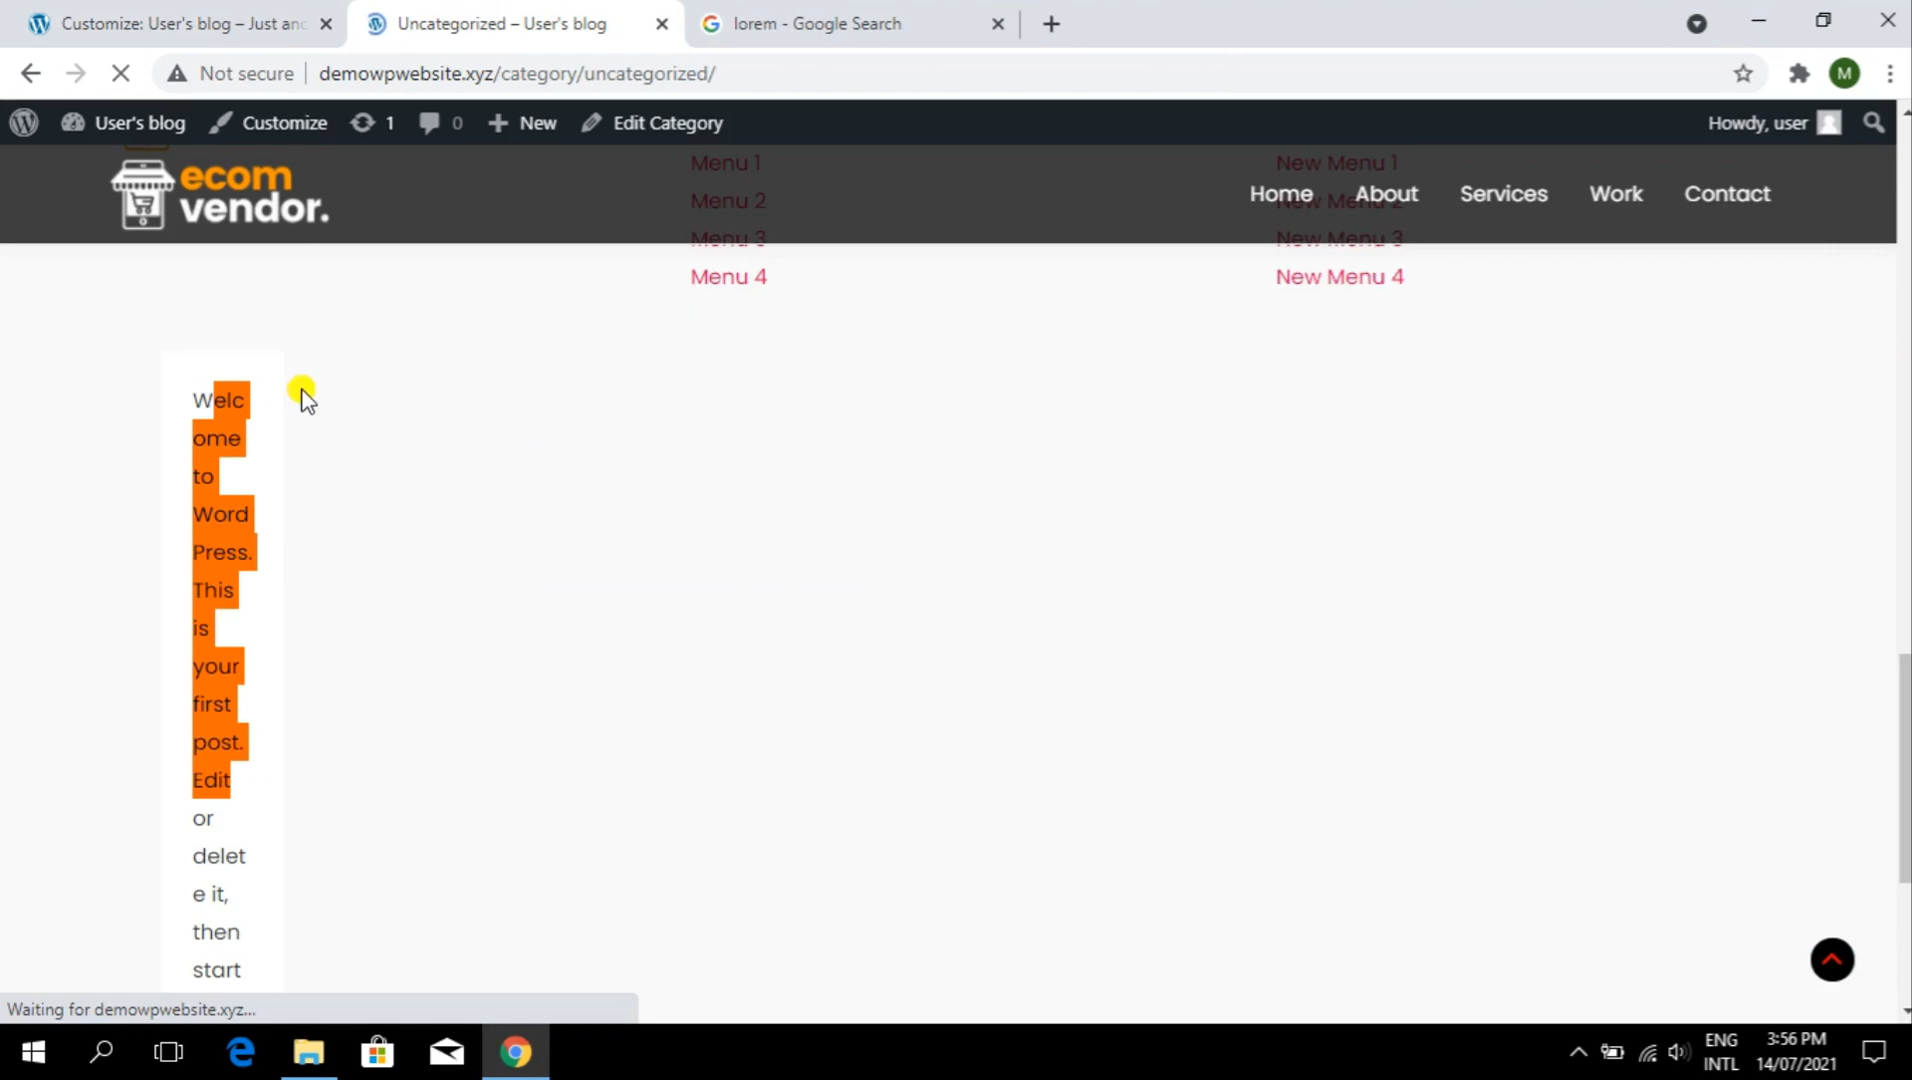 Customize: User's blog – Just an
Uncategorized – User's blog
lorem - Google Search
Not secure
demowpwebsite.xyz/category/uncategorized/
M
User's blog
Customize
1
0
New
Edit Category
Howdy, user
ecom
vendor.
Home
About
Services
Work
Contact
Menu 1
Menu 2
Menu 3
Menu 4
New Menu 1
New Menu 2
New Menu 3
New Menu 4
Welc
ome
to
Word
Press.
This
is
your
first
post.
Edit
or
delet
e it,
then
start
Waiting for demowpwebsite.xyz...
ENG
INTL
3:56 PM
14/07/2021